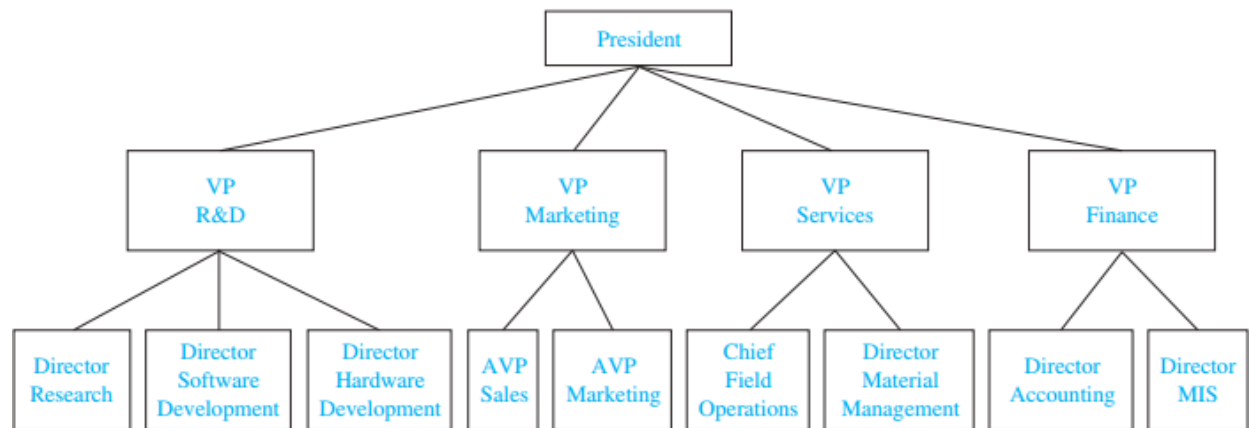 President
VP
R&D
VP
Marketing
VP
Services
VP
Finance
Director
Research
Director
Software
Development
Director
Hardware
Development
AVP
Sales
AVP
Marketing
Chief
Field
Operations
Director
Material
Management
Director
Accounting
Director
MIS